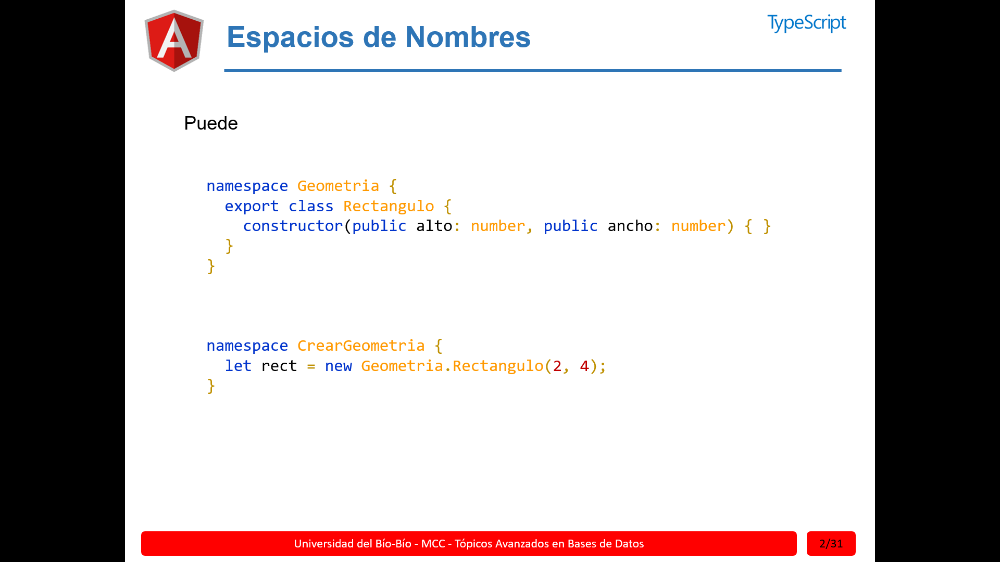 Espacios de Nombres
TypeScript
Puede
namespace Geometria {
  export class Rectangulo {
    constructor(public alto: number, public ancho: number) { }
  }
}
namespace CrearGeometria {
  let rect = new Geometria.Rectangulo(2, 4);
}
Universidad del Bío-Bío - MCC - Tópicos Avanzados en Bases de Datos
2/31